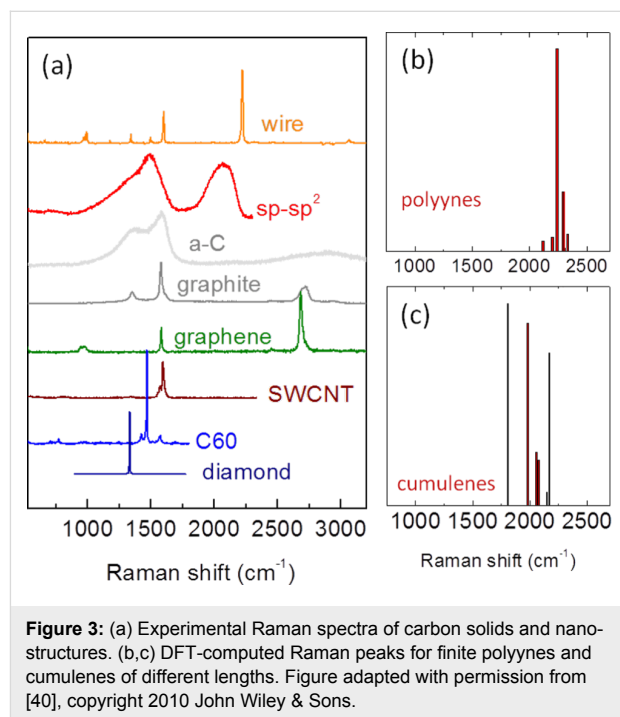 (a)
wire
sp-sp²
a-C
graphite
graphene
SWCNT
C60
diamond
1000 1500 2000 2500 3000
Raman shift (cm⁻¹)
(b)
polyynes
1000 1500 2000 2500
(c)
cumulenes
1000 1500 2000 2500
Raman shift (cm⁻¹)
Figure 3: (a) Experimental Raman spectra of carbon solids and nano-
structures. (b,c) DFT-computed Raman peaks for finite polyynes and
cumulenes of different lengths. Figure adapted with permission from
[40], copyright 2010 John Wiley & Sons.